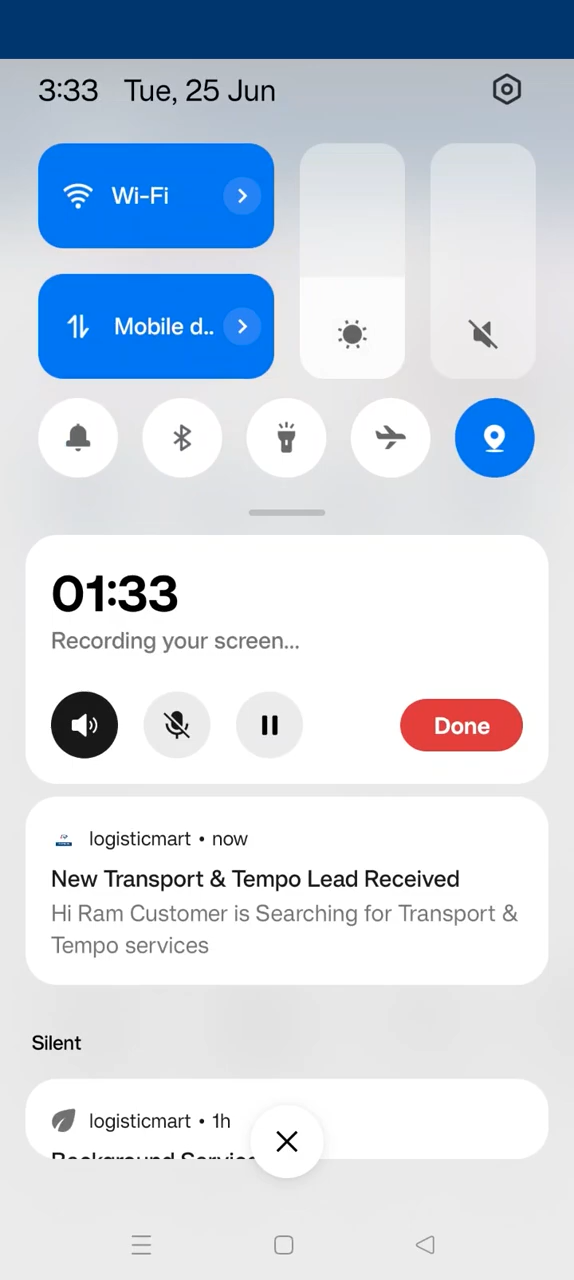 3:33 Tue, 25 Jun
Wi-Fi
Mobile d..
01:33
Recording your screen...
Done
logisticmart • now
New Transport & Tempo Lead Received
Hi Ram Customer is Searching for Transport &
Tempo services
Silent
logisticmart • 1h
Background Service